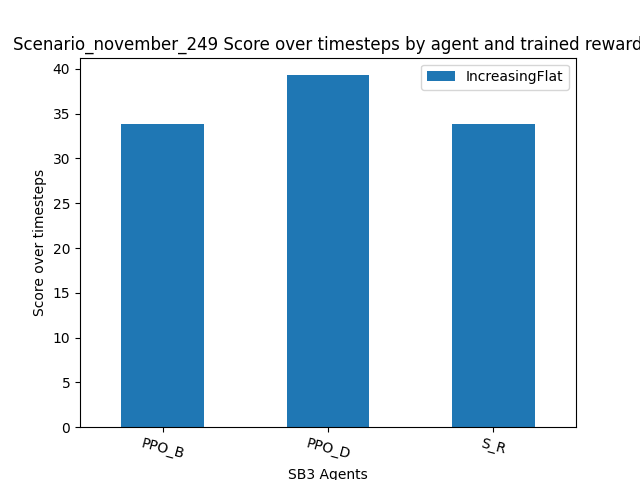 Scenario_november_249 Score over timesteps by agent and trained reward
IncreasingFlat
Score over timesteps
40
35
30
25
20
15
10
5
0
PPO_B
PPO_D
S_R
SB3 Agents